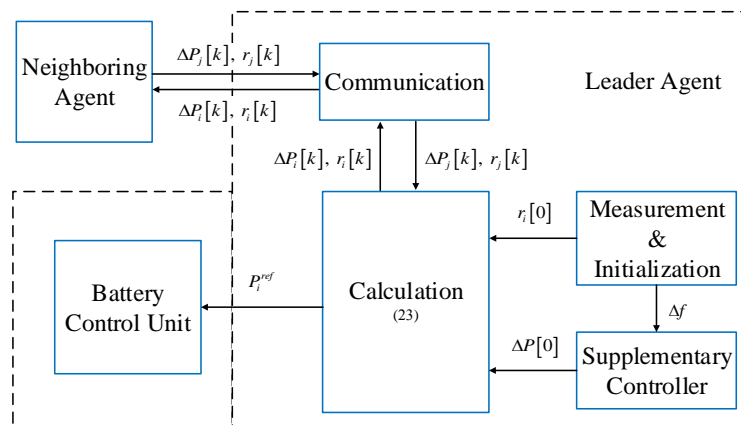 Neighboring
Agent
ΔP_j[k], r_j[k]
ΔP_i[k], r_i[k]
Communication
Leader Agent
ΔP_i[k], r_i[k]
ΔP_j[k], r_j[k]
Battery
Control Unit
P_i^{ref}
Calculation
(23)
r_i[0]
Measurement
&
Initialization
Δf
ΔP[0]
Supplementary
Controller